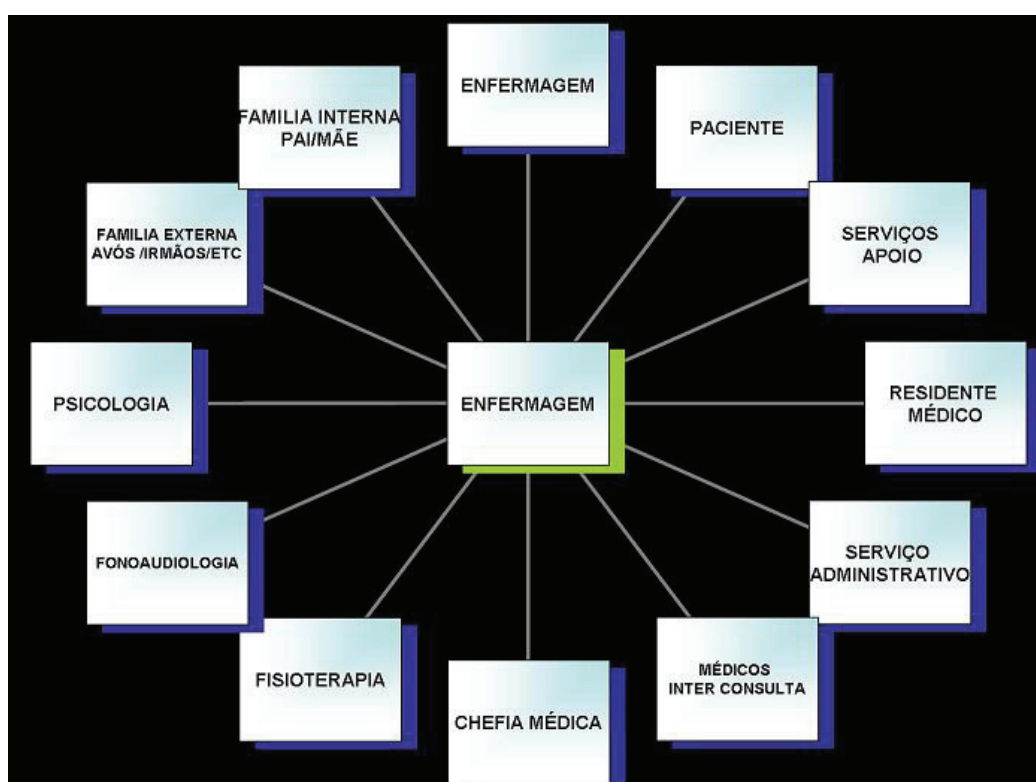 ENFERMAGEM
PACIENTE
SERVIÇOS
APOIO
RESIDENTE
MÉDICO
SERVIÇO
ADMINISTRATIVO
MÉDICOS
INTER CONSULTA
CHEFIA MÉDICA
FISIOTERAPIA
FONOAUDIOLOGIA
PSICOLOGIA
FAMILIA EXTERNA
AVÓS /IRMÃOS/ETC
FAMILIA INTERNA
PAI/MÃE
ENFERMAGEM